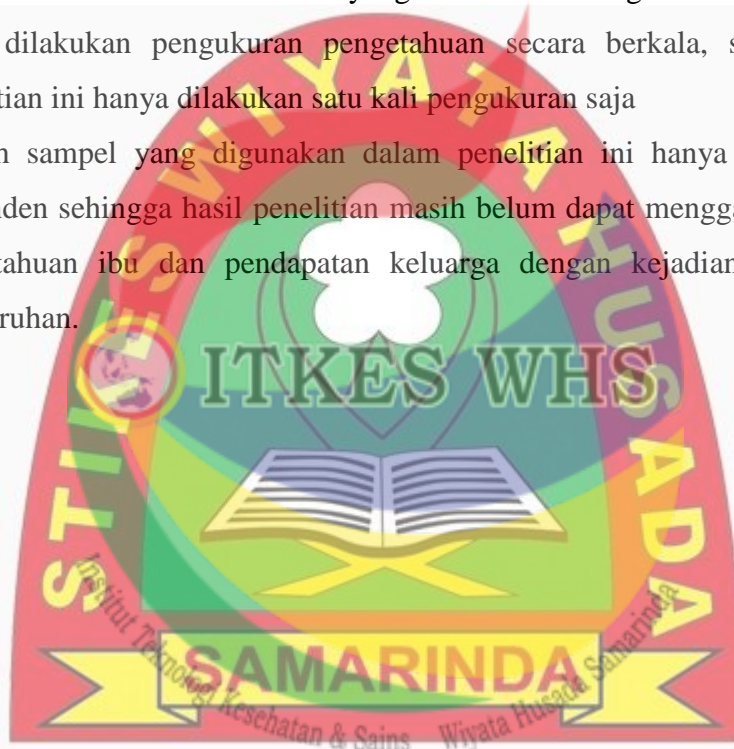 dilakukan pengukuran pengetahuan secara berkala, s
tian ini hanya dilakukan satu kali pengukuran saja
n sampel yang digunakan dalam penelitian ini hanya
nden sehingga hasil penelitian masih belum dapat mengga
tahuan ibu dan pendapatan keluarga dengan kejadian
ruhan.
STIKES WIYATA HUSADA
ITKES WHS
SAMARINDA
Institut Teknologi Kesehatan & Sains Wiyata Husada Samarinda